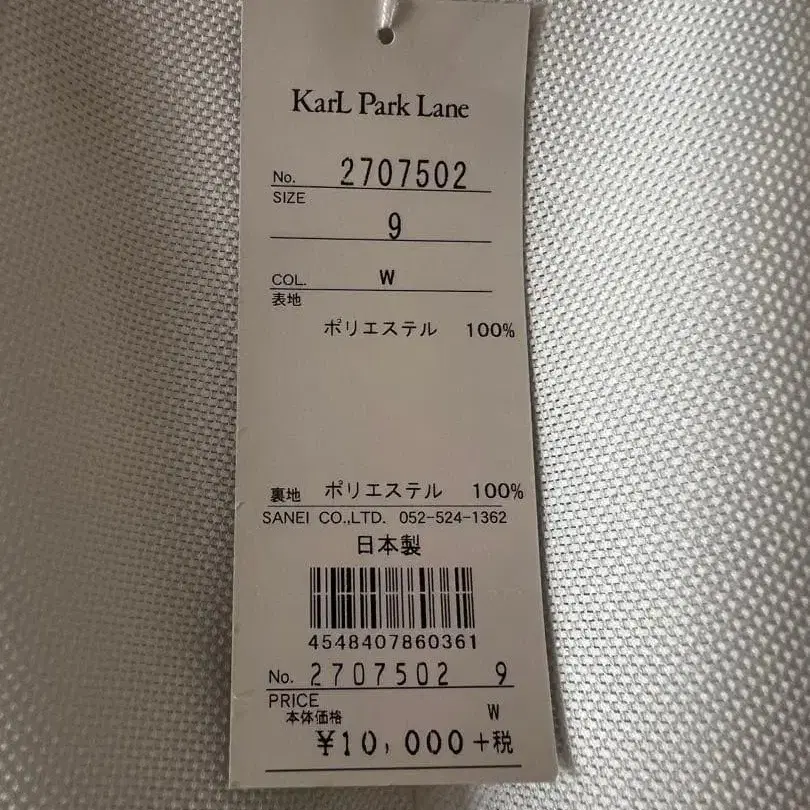 KarL Park Lane
No. 2707502
SIZE
9
COL. W
表地
ポリエステル 100%
裏地 ポリエステル 100%
SANEI CO.,LTD. 052-524-1362
日本製
4548407860361
No. 2707502 9
PRICE
本体価格 W
¥10,000+税